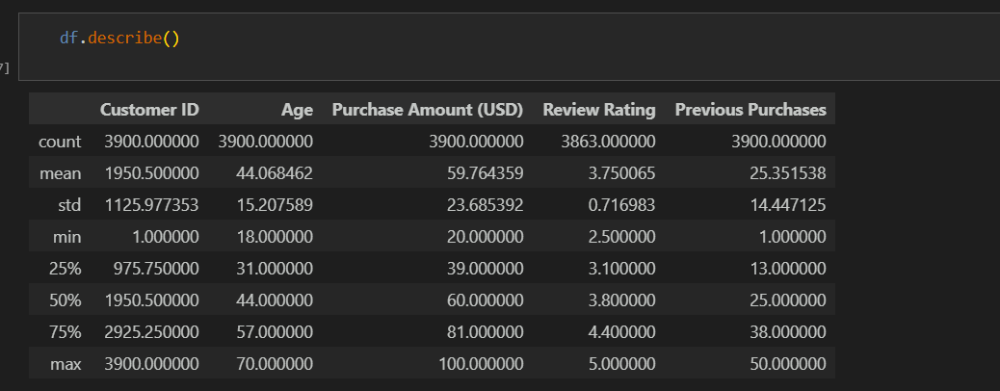 df.describe()
7]
Customer ID Age Purchase Amount (USD) Review Rating Previous Purchases
count 3900.000000 3900.000000 3900.000000 3863.000000 3900.000000
mean 1950.500000 44.068462 59.764359 3.750065 25.351538
std 1125.977353 15.207589 23.685392 0.716983 14.447125
min 1.000000 18.000000 20.000000 2.500000 1.000000
25% 975.750000 31.000000 39.000000 3.100000 13.000000
50% 1950.500000 44.000000 60.000000 3.800000 25.000000
75% 2925.250000 57.000000 81.000000 4.400000 38.000000
max 3900.000000 70.000000 100.000000 5.000000 50.000000